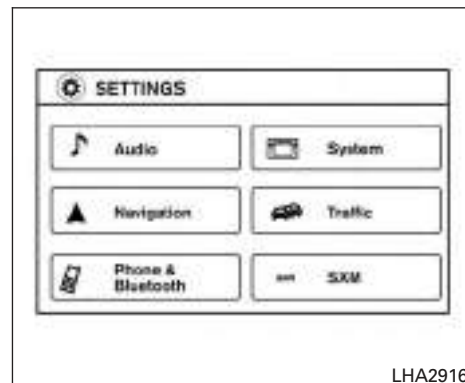 SETTINGS
Audio
System
Navigation
Traffic
Phone &
Bluetooth
SXM
LHA2916